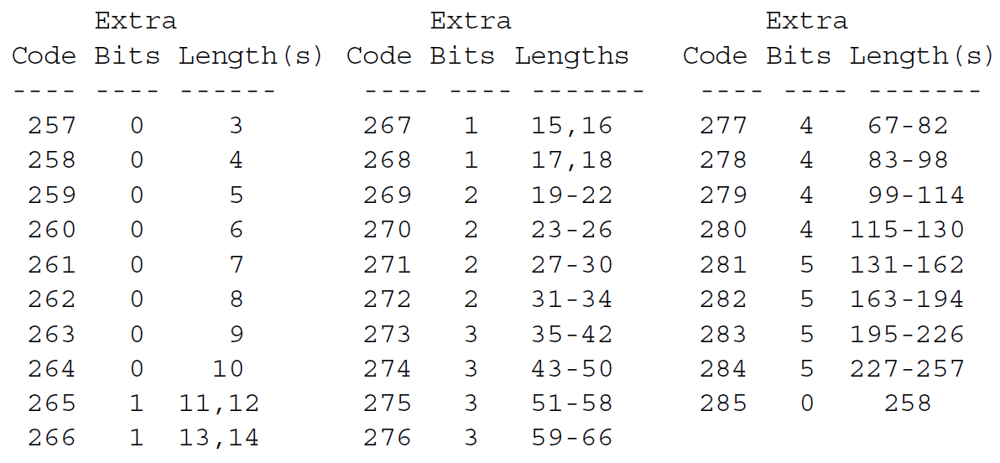 Extra Extra Extra
Code Bits Length(s) Code Bits Lengths Code Bits Length(s)
---- ---- ------ ---- ---- ------- ---- ---- -------
257 0 3 267 1 15,16 277 4 67-82
258 0 4 268 1 17,18 278 4 83-98
259 0 5 269 2 19-22 279 4 99-114
260 0 6 270 2 23-26 280 4 115-130
261 0 7 271 2 27-30 281 5 131-162
262 0 8 272 2 31-34 282 5 163-194
263 0 9 273 3 35-42 283 5 195-226
264 0 10 274 3 43-50 284 5 227-257
265 1 11,12 275 3 51-58 285 0 258
266 1 13,14 276 3 59-66